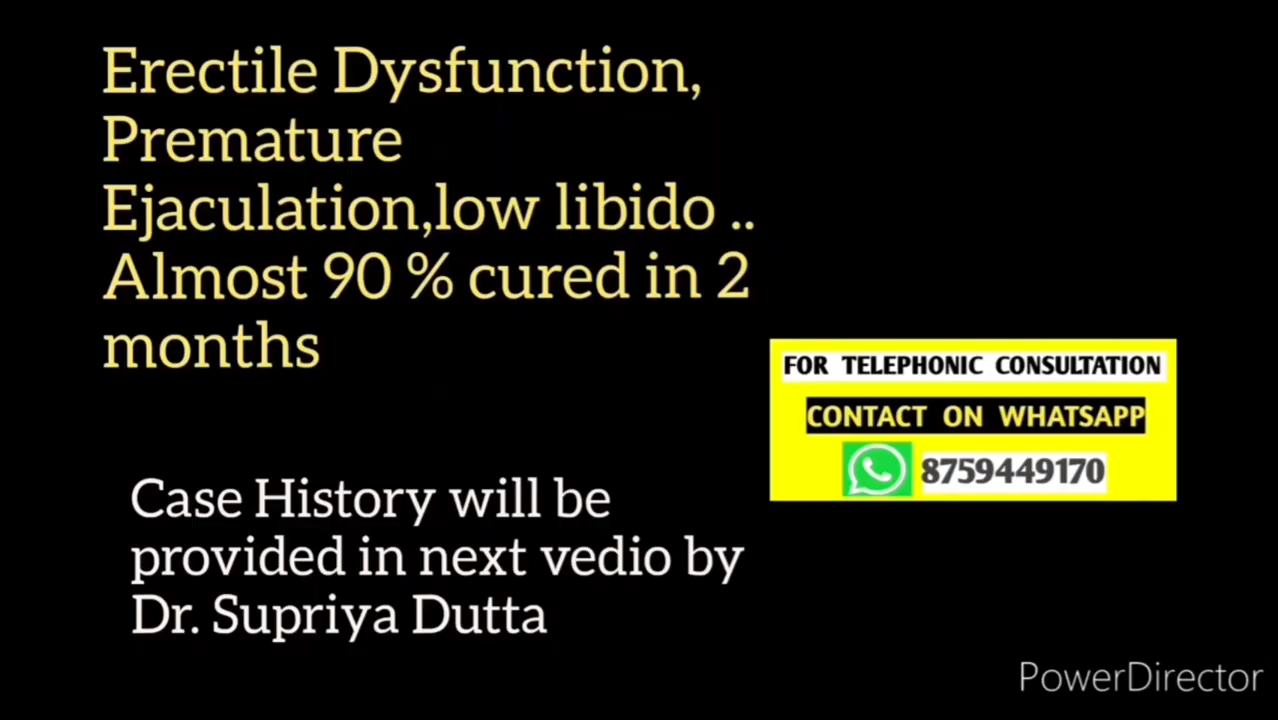 Erectile Dysfunction,
Premature
Ejaculation,low libido ..
Almost 90 % cured in 2
months
FOR TELEPHONIC CONSULTATION
CONTACT ON WHATSAPP
8759449170
Case History will be
provided in next vedio by
Dr. Supriya Dutta
PowerDirector